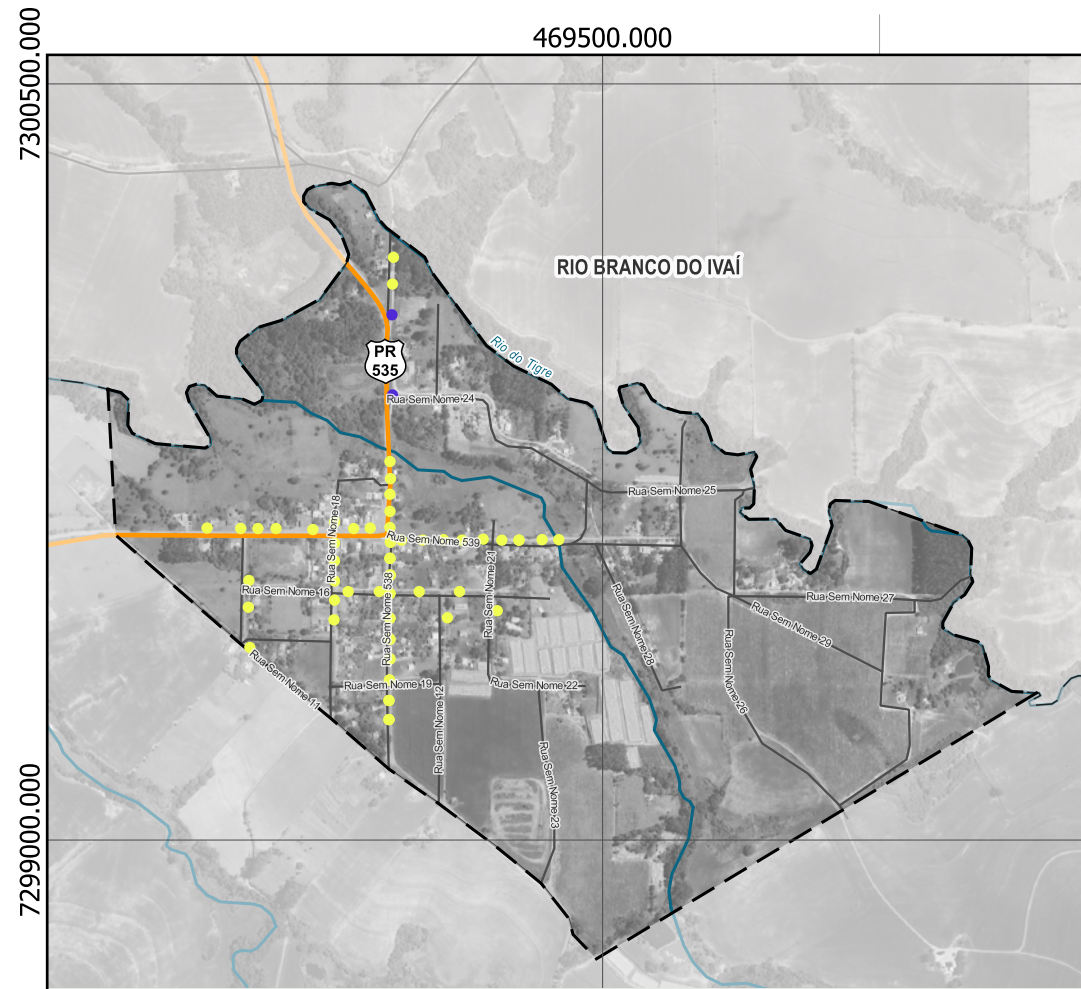 469500.000
7300500.000
7299000.000
RIO BRANCO DO IVAÍ
Rio do Tigre
PR
535
Rua Sem Nome 24
Rua Sem Nome 25
Rua Sem Nome 18
Rua Sem Nome 539
Rua Sem Nome 21
Rua Sem Nome 16
Rua Sem Nome 538
Rua Sem Nome 28
Rua Sem Nome 27
Rua Sem Nome 29
Rua Sem Nome 11
Rua Sem Nome 19
Rua Sem Nome 12
Rua Sem Nome 22
Rua Sem Nome 26
Rua Sem Nome 23